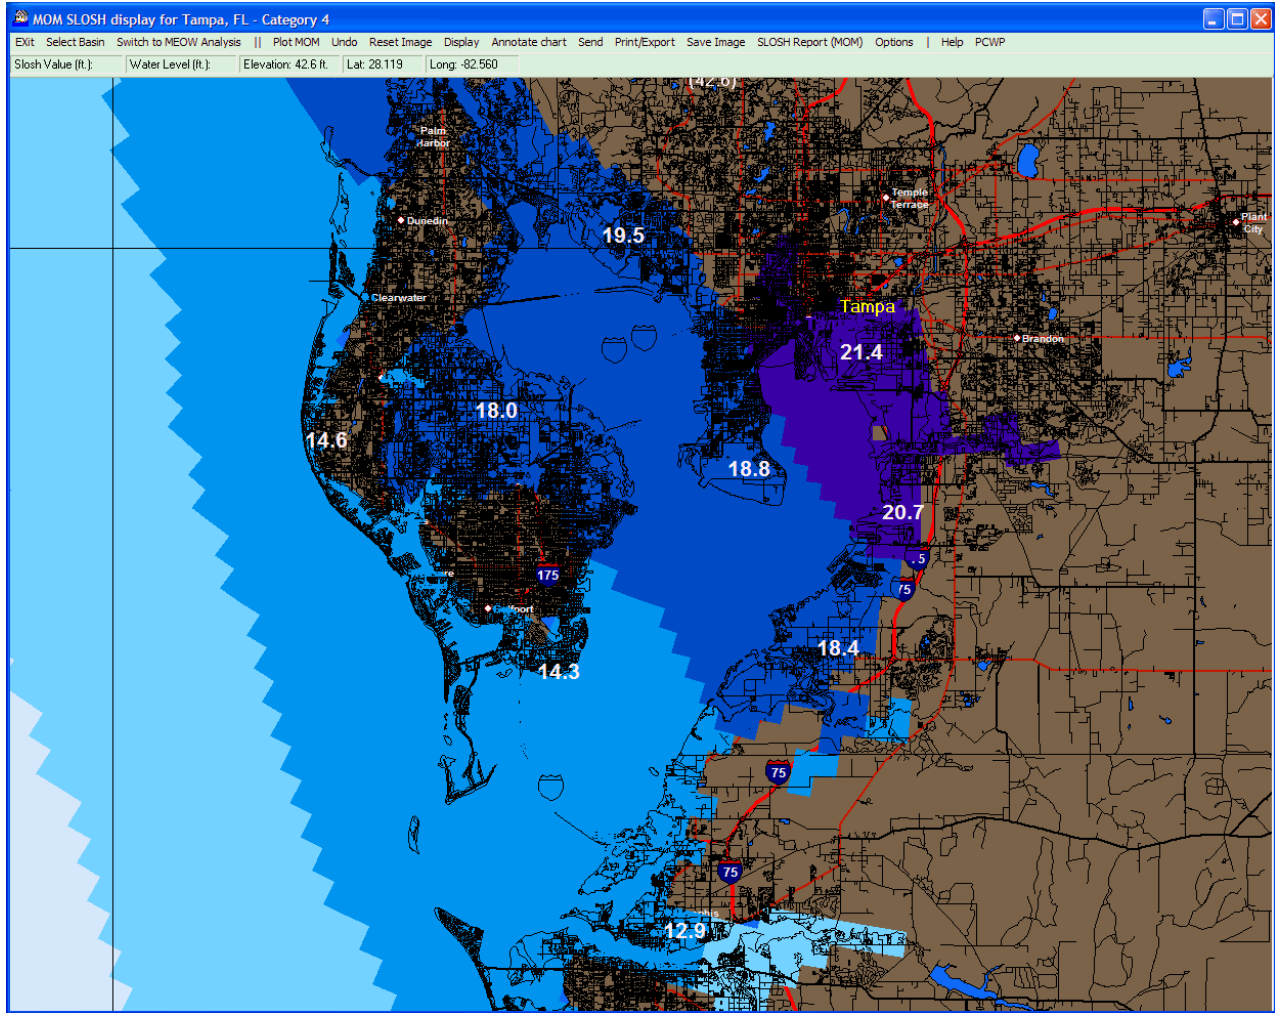 MOM SLOSH display for Tampa, FL - Category 4
EXit Select Basin Switch to MEOW Analysis || Plot MOM Undo Reset Image Display Annotate chart Send Print/Export Save Image SLOSH Report (MOM) Options | Help PCWP
Slosh Value (ft.): Water Level (ft.): Elevation: 42.6 ft. Lat: 28.119 Long: -82.560
(42.6)
Palm
Harbor
Temple
Terrace
Dunedin
Plant
City
19.5
Clearwater
Tampa
Brandon
21.4
18.0
14.6
18.8
20.7
.5
175
75
18.4
14.3
75
75
12.9